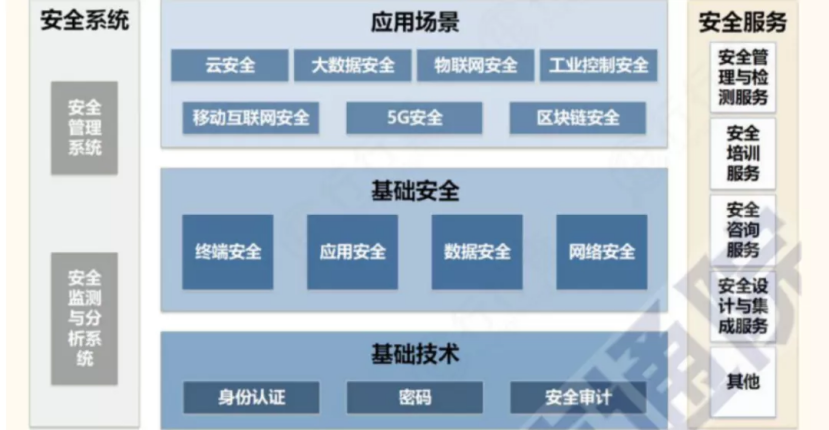 安全系统
安全
管理
系统
安全
监测
与分
析系
统
应用场景
云安全
大数据安全
物联网安全
工业控制安全
移动互联网安全
5G安全
区块链安全
基础安全
终端安全
应用安全
数据安全
网络安全
基础技术
身份认证
密码
安全审计
安全服务
安全管
理与检
测服务
安全
培训
服务
安全
咨询
服务
安全设
计与集
成服务
其他